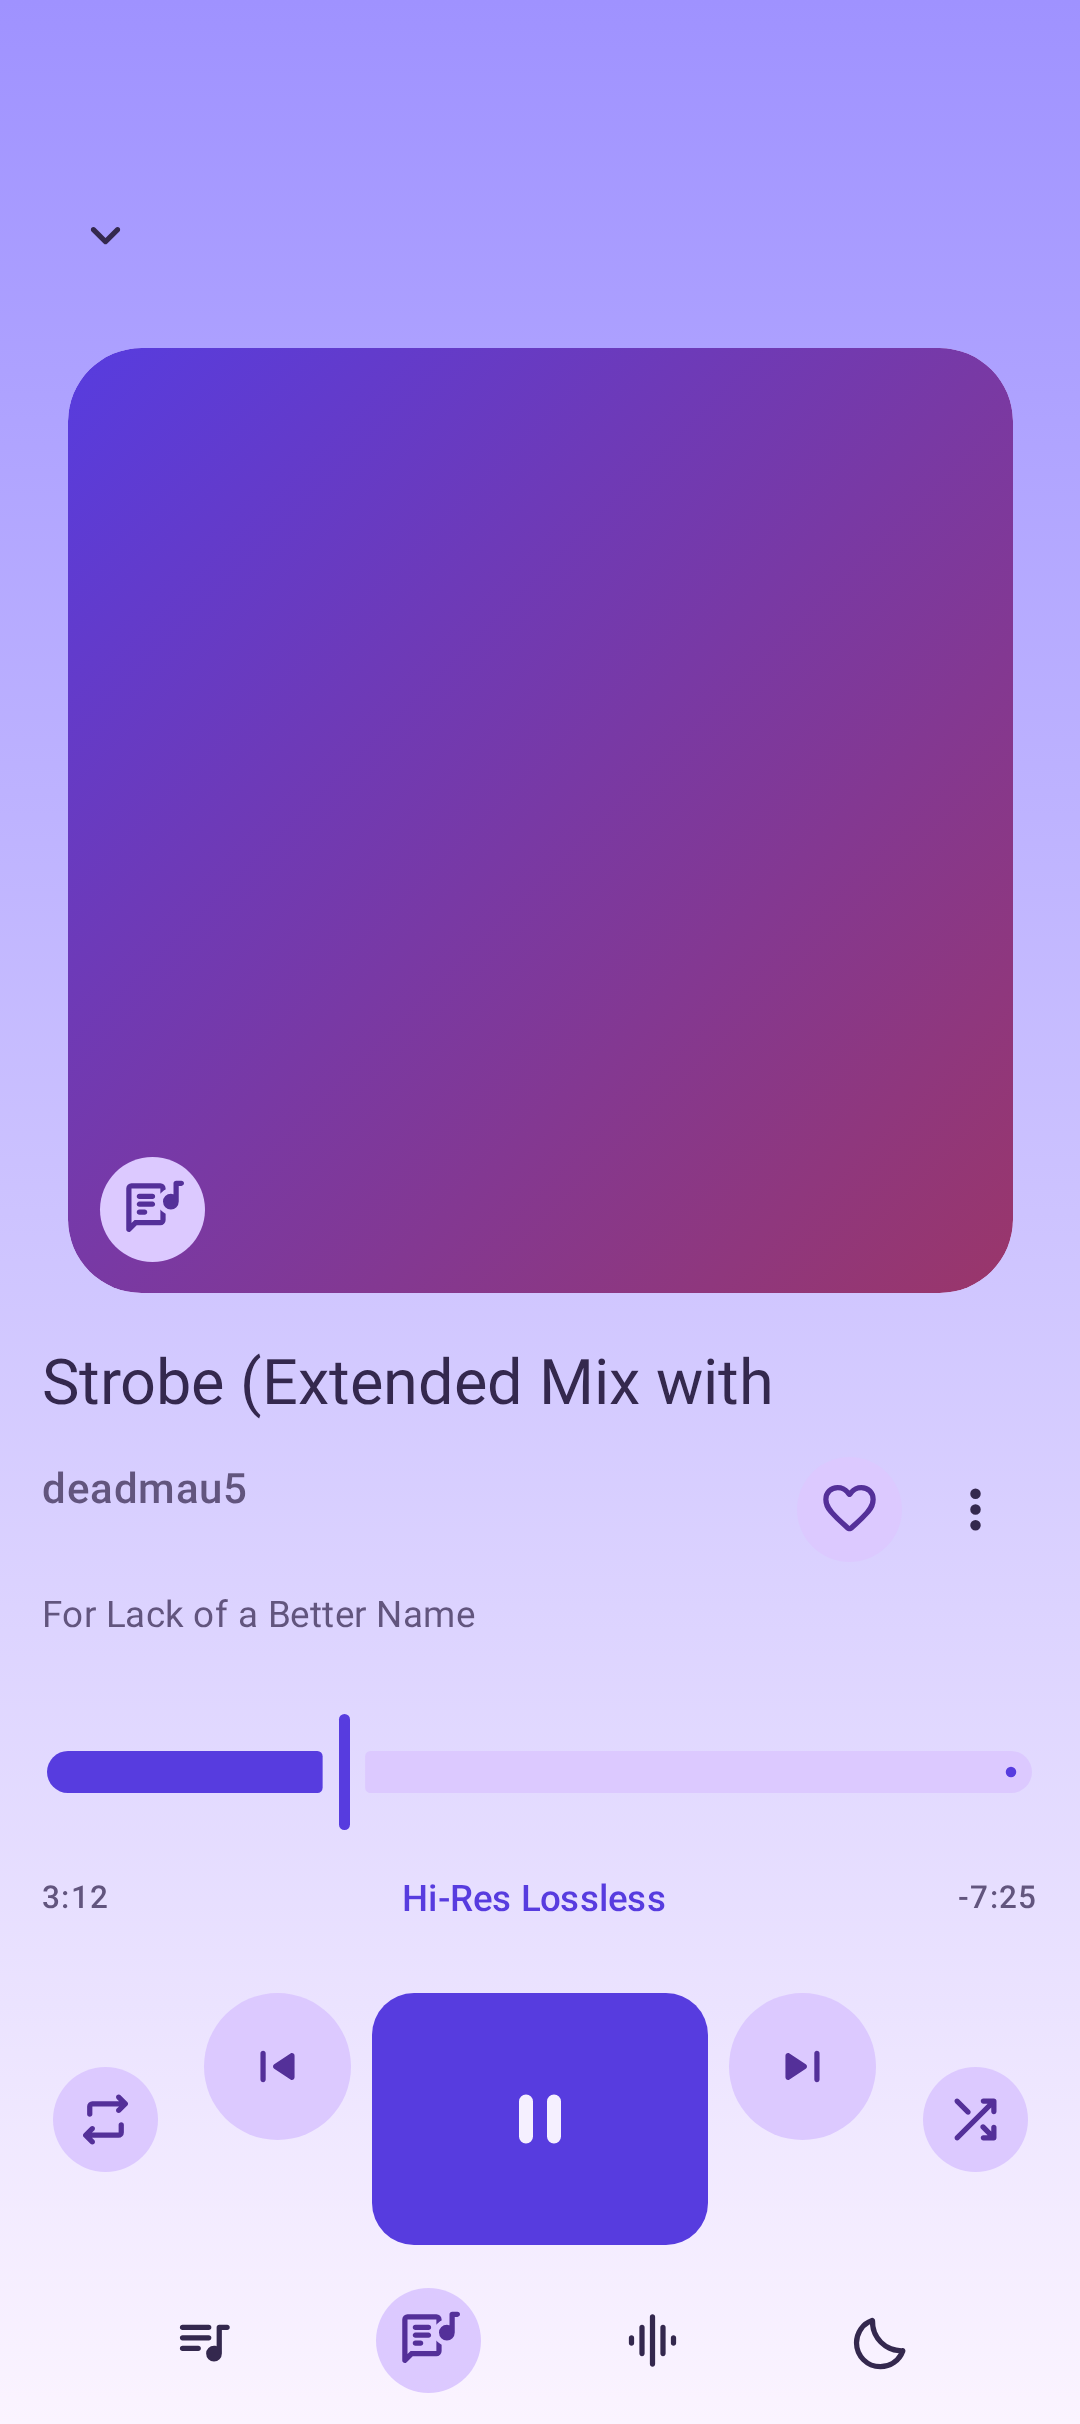 Strobe (Extended Mix with
deadmau5
For Lack of a Better Name
3:12
Hi-Res Lossless
-7:25